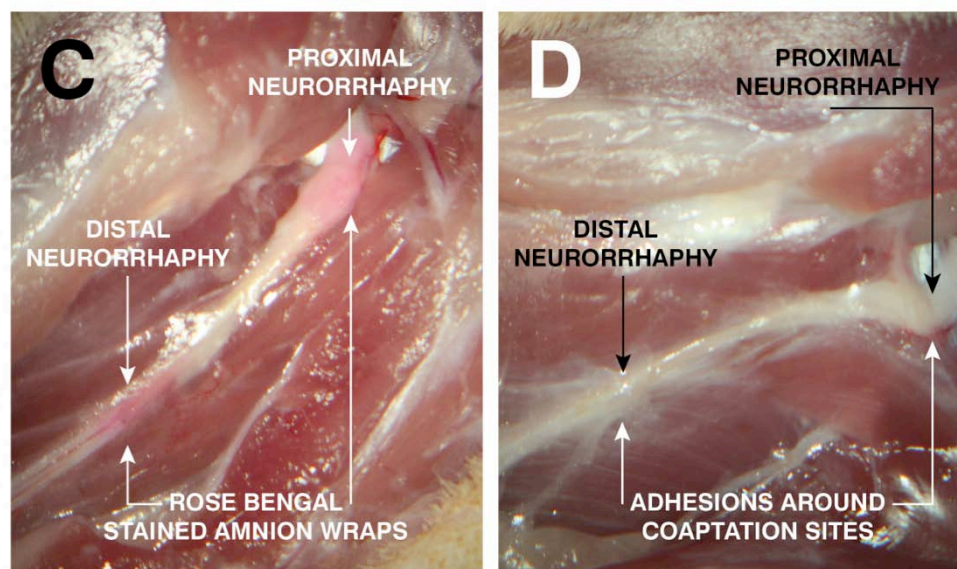 C
PROXIMAL
NEURORRHAPHY
DISTAL
NEURORRHAPHY
ROSE BENGAL
STAINED AMNION WRAPS
D
PROXIMAL
NEURORRHAPHY
DISTAL
NEURORRHAPHY
ADHESIONS AROUND
COAPTATION SITES